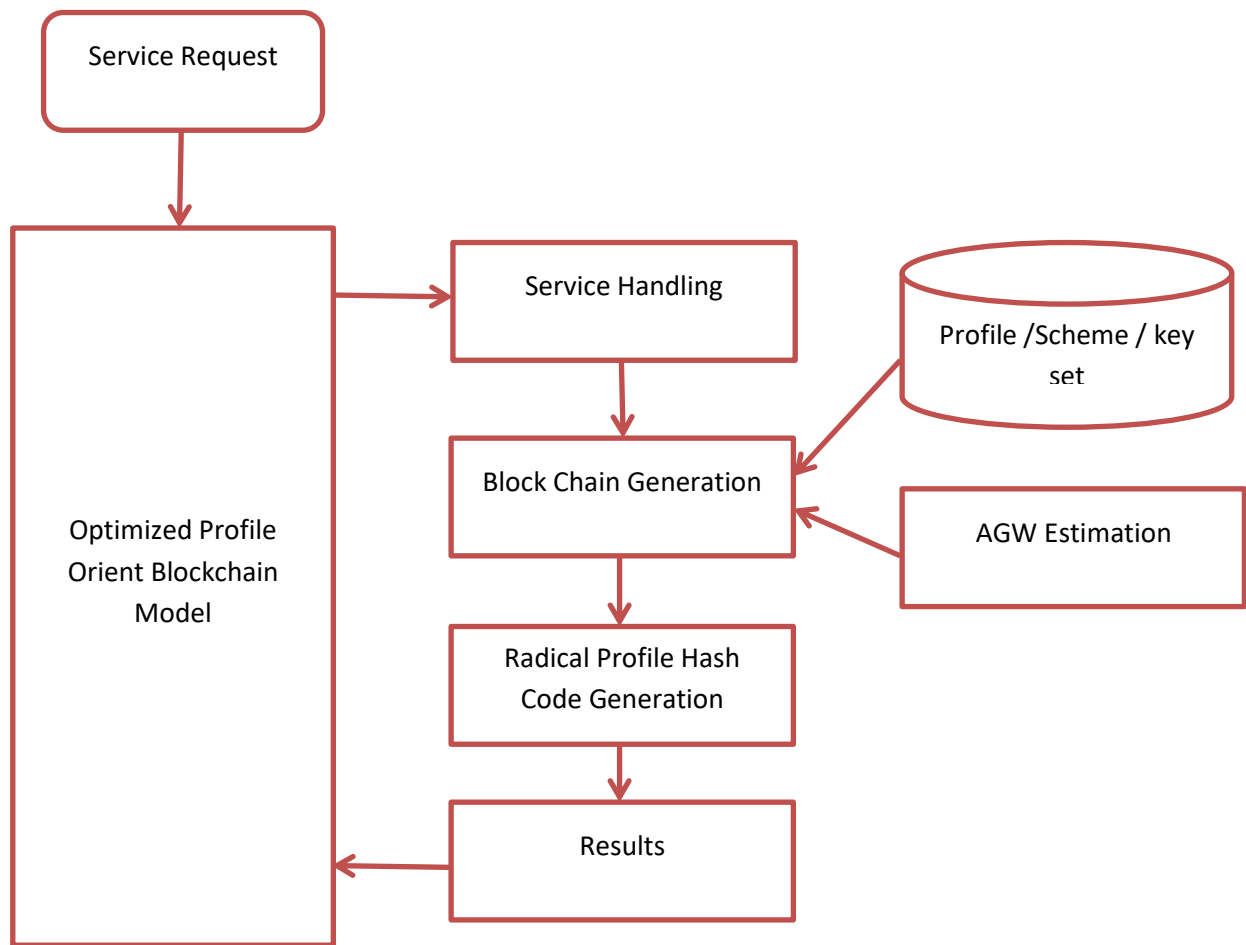 Service Request
Service Handling
Profile /Scheme / key
set
Block Chain Generation
Optimized Profile
Orient Blockchain
Model
AGW Estimation
Radical Profile Hash
Code Generation
Results